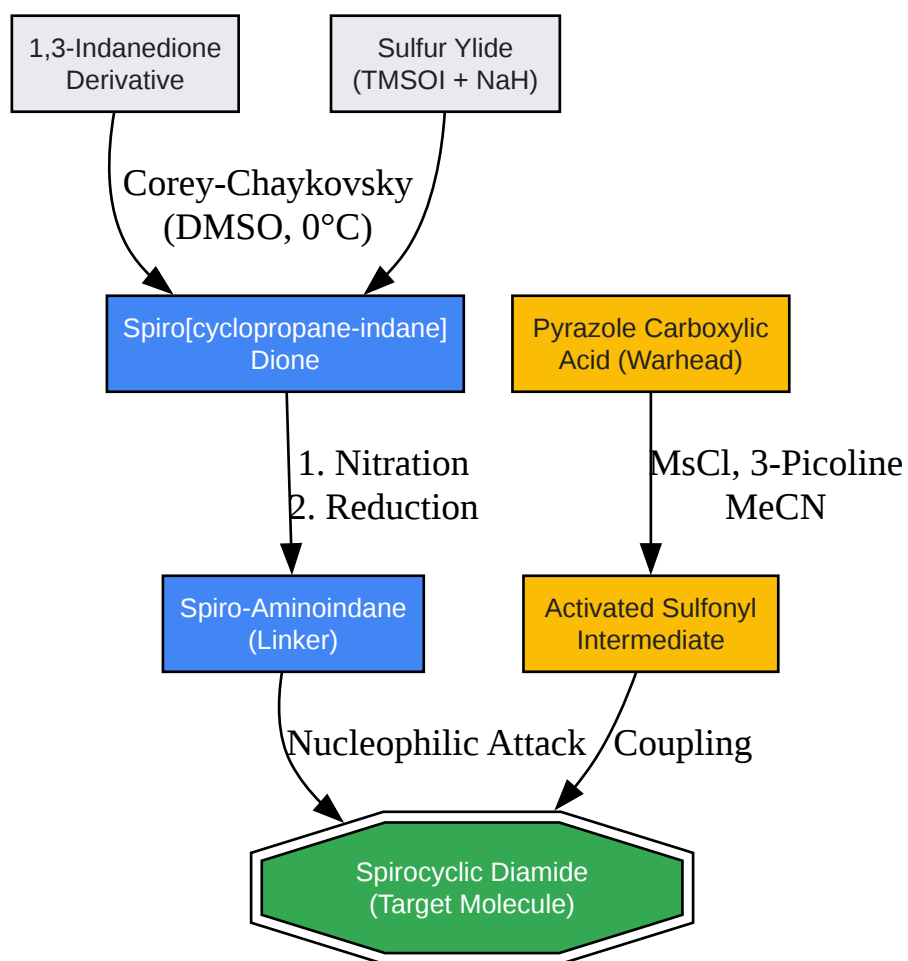 1,3-Indanedione
Derivative
Sulfur Ylide
(TMSOI + NaH)
Corey-Chaykovsky
(DMSO, 0°C)
Spiro[cyclopropane-indane]
Dione
Pyrazole Carboxylic
Acid (Warhead)
1. Nitration
2. Reduction
MsCl, 3-Picoline
MeCN
Spiro-Aminoindane
(Linker)
Activated Sulfonyl
Intermediate
Nucleophilic Attack
Coupling
Spirocyclic Diamide
(Target Molecule)